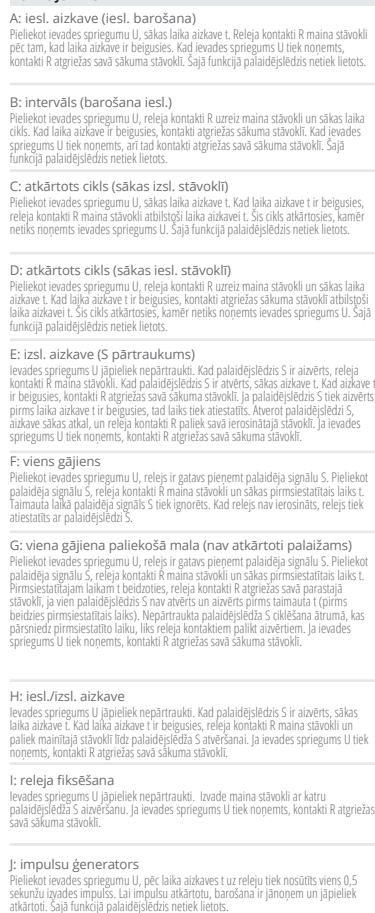 A: iesl. aizkave (iesl. barošana)
Pieliekot ievades spriegumu U, sākas laika aizkave t. Releja kontakti R maina stāvokli
pēc tam, kad laika aizkave ir beigusies. Kad ievades spriegums U tiek noņemts,
kontakti R atgriežas savā sākuma stāvoklī. Šajā funkcijā palaidējslēdzis netiek lietots.
B: intervāls (barošana iesl.)
Pieliekot ievades spriegumu U, releja kontakti R uzreiz maina stāvokli un sākas laika
cikls. Kad laika aizkave ir beigusies, kontakti atgriežas sākuma stāvoklī. Kad ievades
spriegums U tiek noņemts, arī tad kontakti atgriežas savā sākuma stāvoklī. Šajā
funkcijā palaidējslēdzis netiek lietots.
C: atkārtots cikls (sākas izsl. stāvoklī)
Pieliekot ievades spriegumu U, sākas laika aizkave t. Kad laika aizkave t ir beigusies,
releja kontakti R maina stāvokli atbilstoši laika aizkavei t. Šis cikls atkārtosies, kamēr
netiks noņemts ievades spriegums U. Šajā funkcijā palaidējslēdzis netiek lietots.
D: atkārtots cikls (sākas iesl. stāvoklī)
Pieliekot ievades spriegumu U, releja kontakti R uzreiz maina stāvokli un sākas laika
aizkave t. Kad laika aizkave t ir beigusies, kontakti atgriežas sākuma stāvoklī atbilstoši
laika aizkavei t. Šis cikls atkārtosies, kamēr netiks noņemts ievades spriegums U. Šajā
funkcijā palaidējslēdzis netiek lietots.
E: izsl. aizkave (S pārtraukums)
Ievades spriegums U jāpieliek nepārtraukti. Kad palaidējslēdzis S ir aizvērts, releja
kontakti R maina stāvokli. Kad palaidējslēdzis S ir atvērts, sākas aizkave t. Kad aizkave t
ir beigusies, kontakti R atgriežas savā sākuma stāvoklī. Ja palaidējslēdzis S tiek aizvērts,
pirms laika aizkave t ir beigusies, tad laiks tiek atiestatīts. Atverot palaidējslēdzi S,
aizkave sākas atkal, un releja kontakti R paliek savā ierosinātajā stāvoklī. Ja ievades
spriegums U tiek noņemts, kontakti R atgriežas savā sākuma stāvoklī.
F: viens gājiens
Pieliekot ievades spriegumu U, relejs ir gatavs pieņemt palaidēja signālu S. Pieliekot
palaidēja signālu S, releja kontakti R maina stāvokli un sākas pirmsiestatītais laiks t.
Taimauta laikā palaidēja signāls S tiek ignorēts. Kad relejs nav ierosināts, relejs tiek
atiestatīts ar palaidējslēdzi S.
G: viena gājiena paliekošā mala (nav atkārtoti palaižams)
Pieliekot ievades spriegumu U, relejs ir gatavs pieņemt palaidēja signālu S. Pieliekot
palaidēja signālu S, releja kontakti R maina stāvokli un sākas pirmsiestatītais laiks t.
Pirmsiestatītajam laikam t beidzoties, releja kontakti R atgriežas savā parastajā
stāvoklī, ja vien palaidējslēdzis S nav atvērts un aizvērts pirms taimauta t (pirms
beidzies pirmsiestatītais laiks). Nepārtraukta palaidējslēdža S ciklēšana ātrumā, kas
pārsniedz pirmsiestatīto laiku, liks releja kontaktiem palikt aizvērtiem. Ja ievades
spriegums U tiek noņemts, kontakti R atgriežas savā sākuma stāvoklī.
H: iesl./izsl. aizkave
Ievades spriegums U jāpieliek nepārtraukti. Kad palaidējslēdzis S ir aizvērts, sākas
laika aizkave t. Kad laika aizkave t ir beigusies, releja kontakti R maina stāvokli un
paliek mainītajā stāvoklī līdz palaidējslēdža S atvēršanai. Ja ievades spriegums U tiek
noņemts, kontakti R atgriežas savā sākuma stāvoklī.
I: releja fiksēšana
Ievades spriegums U jāpieliek nepārtraukti. Izvade maina stāvokli ar katru
palaidējslēdža S aizvēršanu. Ja ievades spriegums U tiek noņemts, kontakti R atgriežas
savā sākuma stāvoklī.
J: impulsu ģenerators
Pieliekot ievades spriegumu U, pēc laika aizkaves t uz releju tiek nosūtīts viens 0,5
sekunžu izvades impulss. Lai impulsu atkārtotu, barošana ir jānoņem un jāpieliek
atkārtoti. Šajā funkcijā palaidējslēdzis netiek lietots.